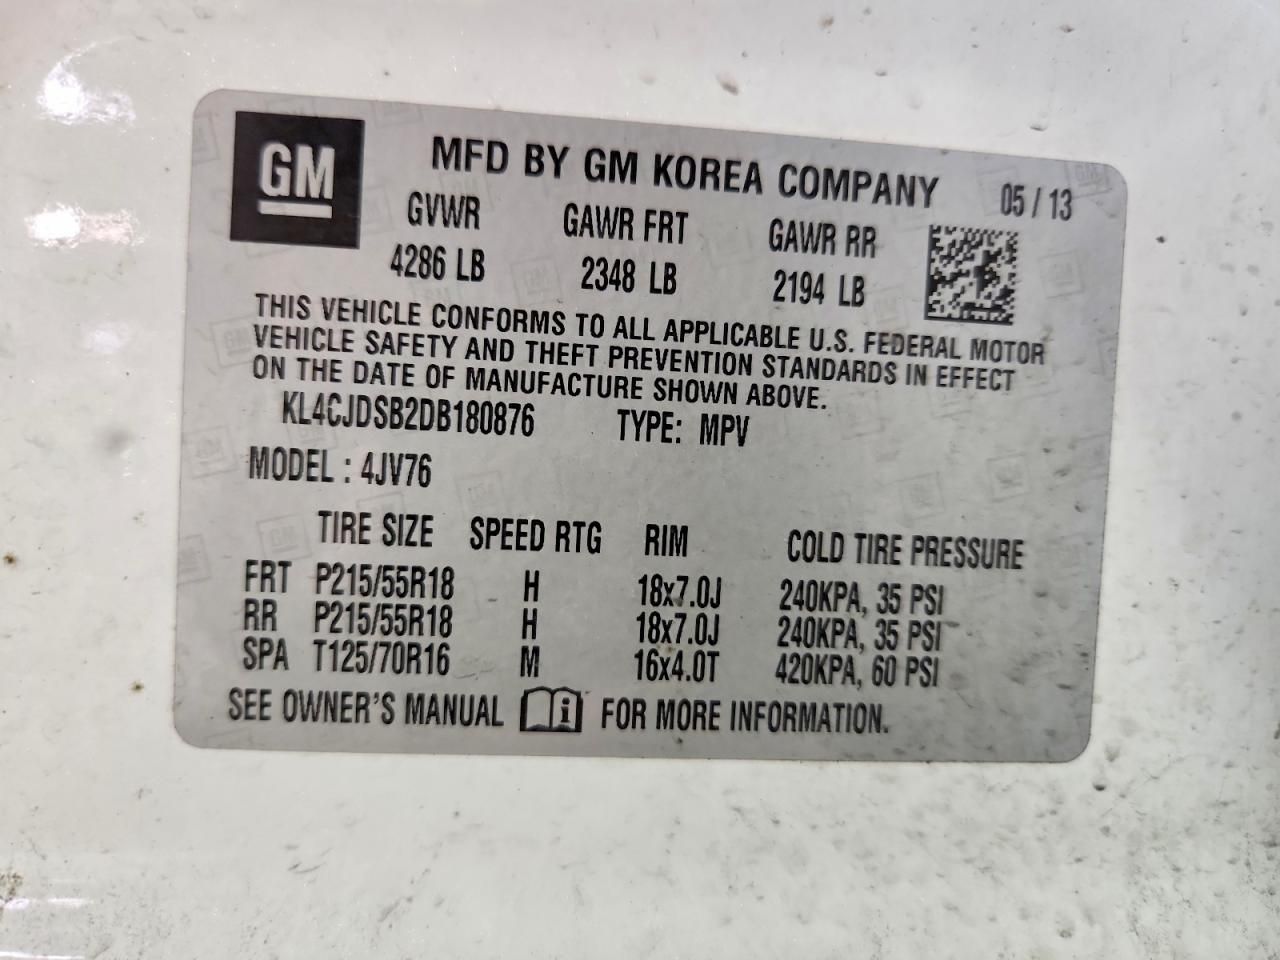 GM
MFD BY GM KOREA COMPANY 05 / 13
GVWR GAWR FRT GAWR RR
4286 LB 2348 LB 2194 LB
THIS VEHICLE CONFORMS TO ALL APPLICABLE U.S. FEDERAL MOTOR
VEHICLE SAFETY AND THEFT PREVENTION STANDARDS IN EFFECT
ON THE DATE OF MANUFACTURE SHOWN ABOVE.
KL4CJDSB2DB180876 TYPE: MPV
MODEL : 4JV76
TIRE SIZE SPEED RTG RIM COLD TIRE PRESSURE
FRT P215/55R18 H 18x7.0J 240KPA, 35 PSI
RR P215/55R18 H 18x7.0J 240KPA, 35 PSI
SPA T125/70R16 M 16x4.0T 420KPA, 60 PSI
SEE OWNER'S MANUAL i FOR MORE INFORMATION.